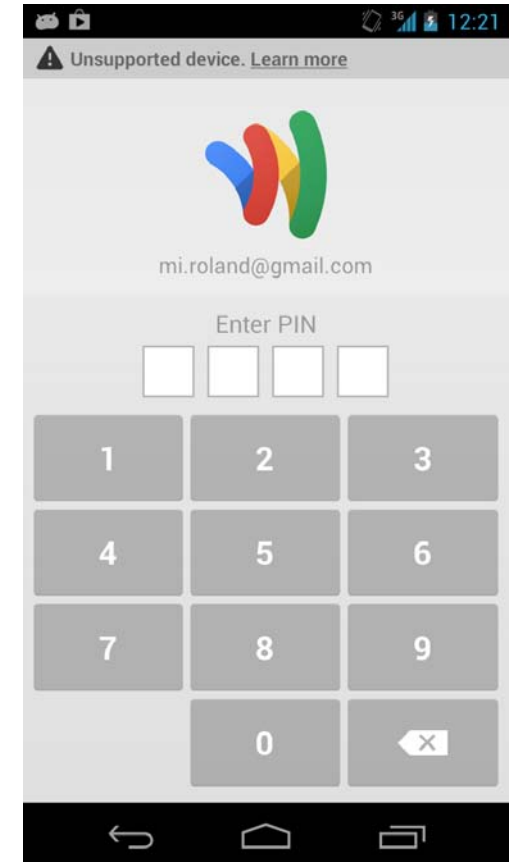 3G 12:21
Unsupported device. Learn more
mi.roland@gmail.com
Enter PIN
1 2 3
4 5 6
7 8 9
0